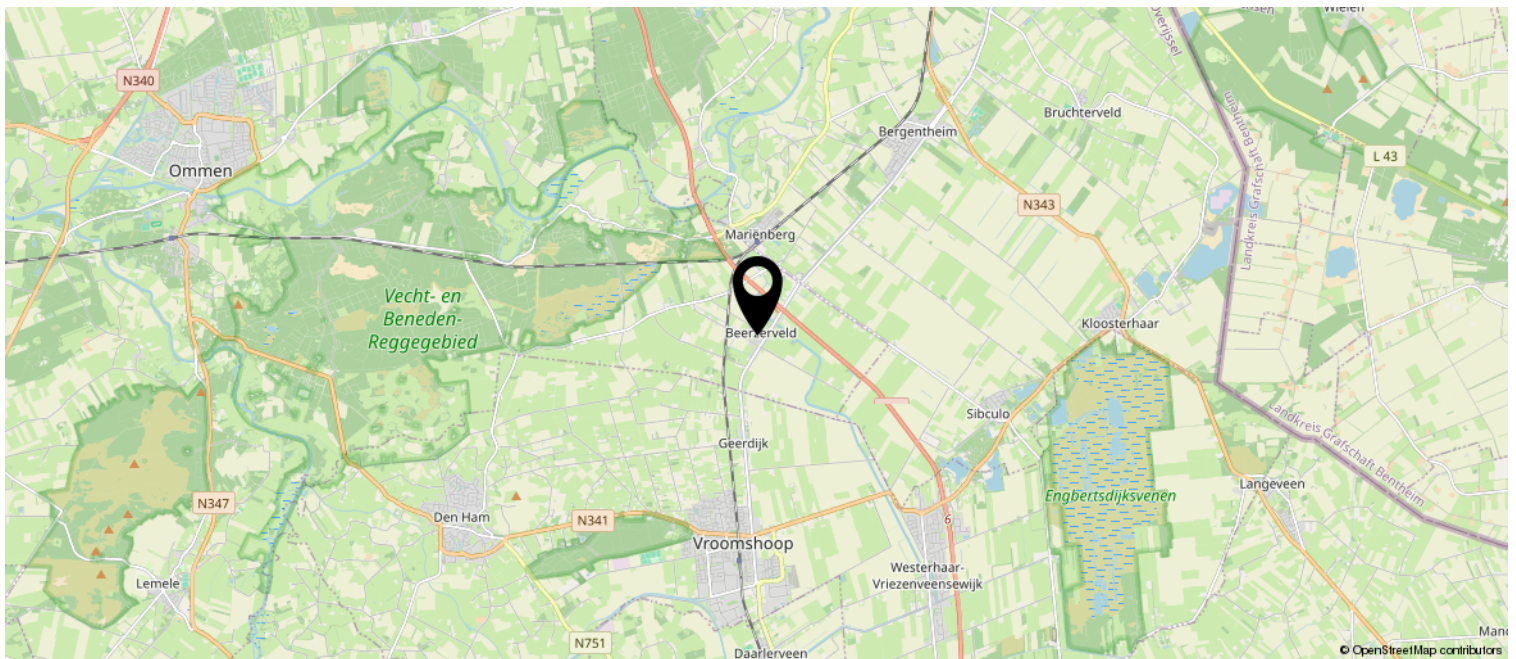 Wielen
Overijssel
N340
Landkreis Grafschaft Bentheim
Bruchterveld
Bergentheim
L 43
Ommen
N343
Mariënberg
Vecht- en
Beneden-
Reggegebied
Kloosterhaar
Landkreis Grafschaft Bentheim
Sibculo
Geerdijk
Langeveen
Engbertsdijksvenen
N347
Den Ham
N341
6
Vroomshoop
Westerhaar-
Vriezenveensewijk
Lemele
N751
Daarlerveen
© OpenStreetMap contributors